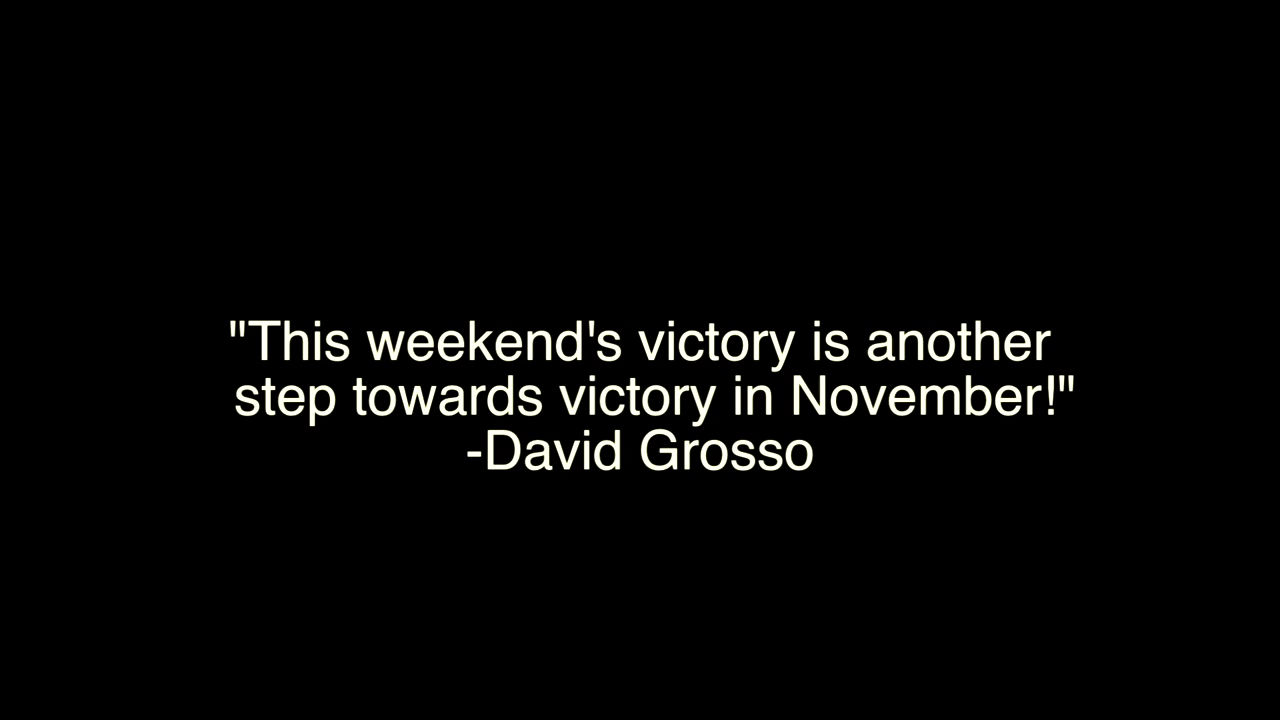 "This weekend's victory is another
step towards victory in November!"
-David Grosso